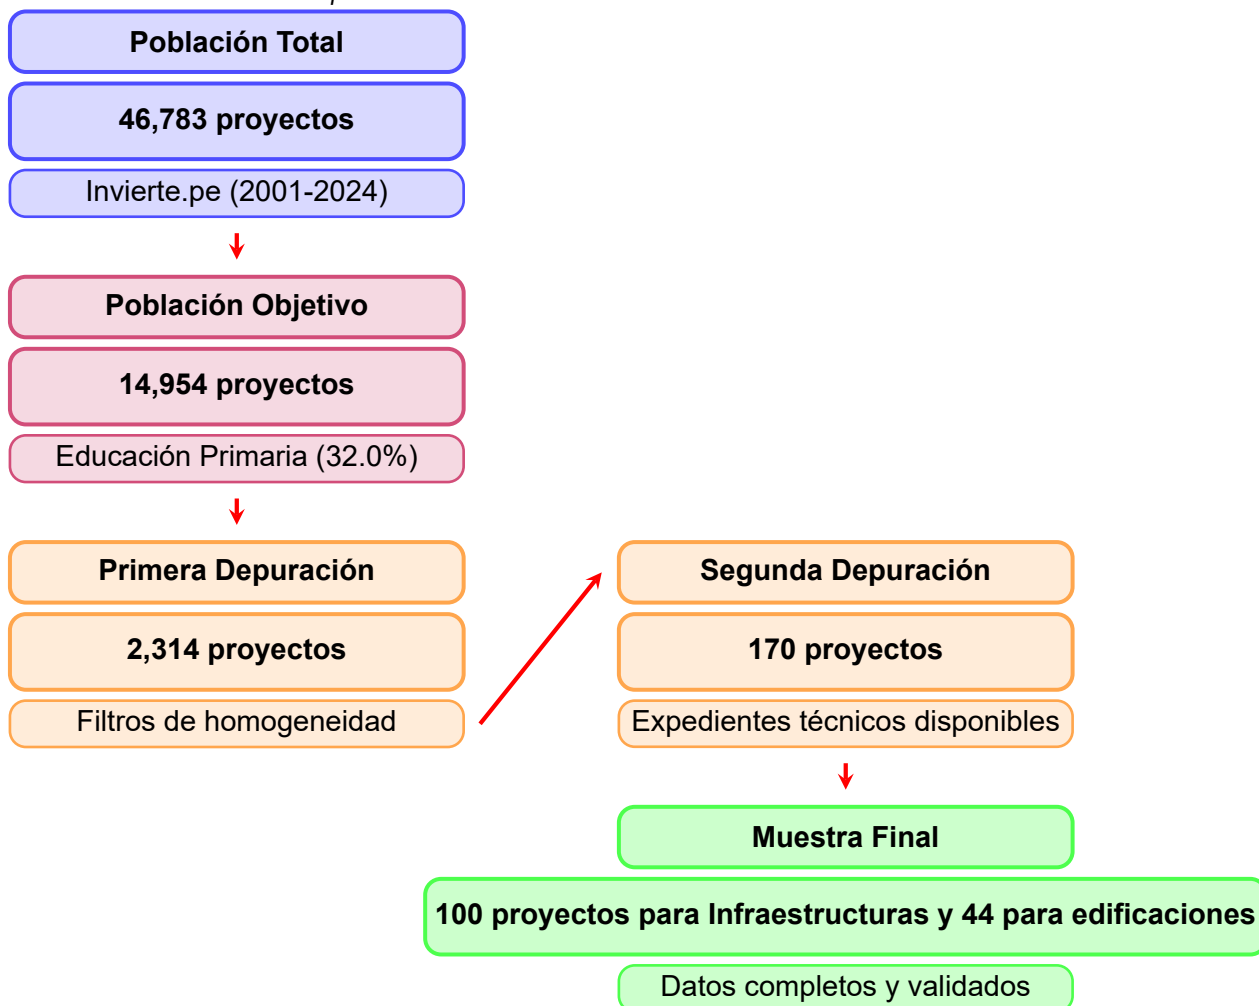 Población Total
46,783 proyectos
Invierte.pe (2001-2024)
Población Objetivo
14,954 proyectos
Educación Primaria (32.0%)
Primera Depuración
2,314 proyectos
Filtros de homogeneidad
Segunda Depuración
170 proyectos
Expedientes técnicos disponibles
Muestra Final
100 proyectos para Infraestructuras y 44 para edificaciones
Datos completos y validados